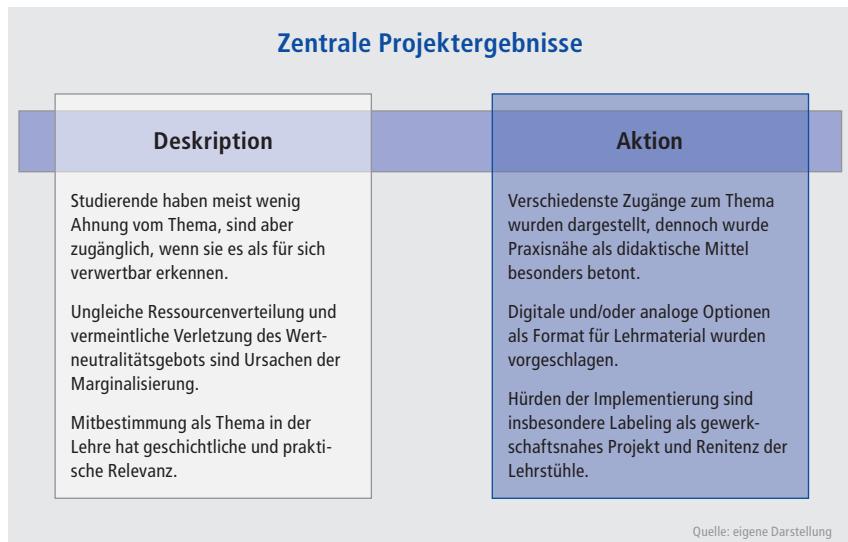 Zentrale Projektergebnisse
Deskription
Studierende haben meist wenig
Ahnung vom Thema, sind aber
zugänglich, wenn sie es als für sich
verwertbar erkennen.
Ungleiche Ressourcenverteilung und
vermeintliche Verletzung des Wert-
neutralitätsgebots sind Ursachen der
Marginalisierung.
Mitbestimmung als Thema in der
Lehre hat geschichtliche und prakti-
sche Relevanz.
Aktion
Verschiedenste Zugänge zum Thema
wurden dargestellt, dennoch wurde
Praxisnähe als didaktische Mittel
besonders betont.
Digitale und/oder analoge Optionen
als Format für Lehrmaterial wurden
vorgeschlagen.
Hürden der Implementierung sind
insbesondere Labeling als gewerk-
schaftsnahes Projekt und Renitenz der
Lehrstühle.
Quelle: eigene Darstellung